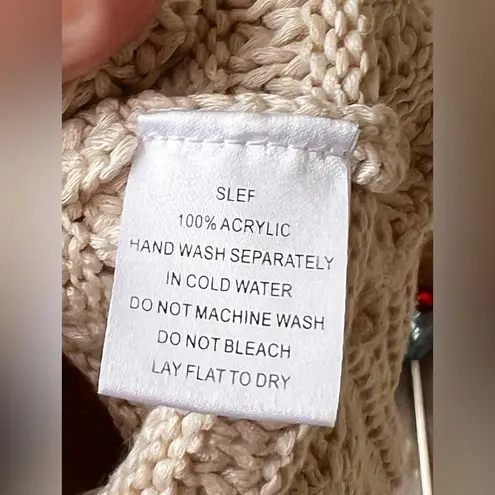 SLEF
100% ACRYLIC
HAND WASH SEPARATELY
IN COLD WATER
DO NOT MACHINE WASH
DO NOT BLEACH
LAY FLAT TO DRY